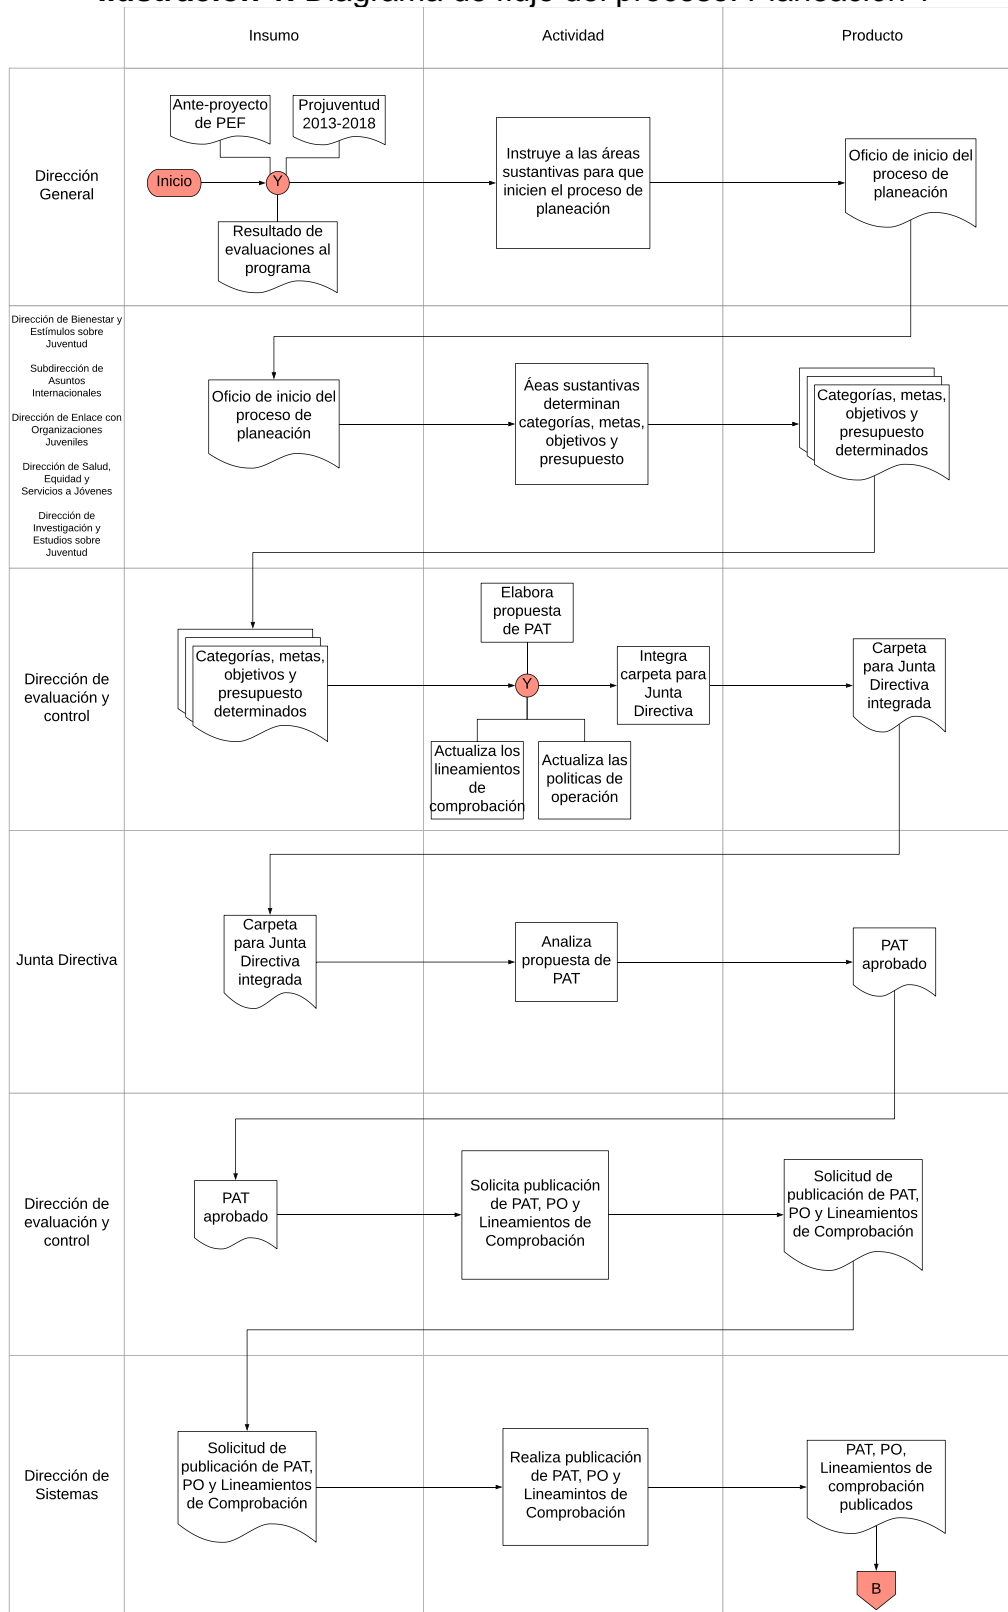 Insumo
Actividad
Producto
Dirección
General
Ante-proyecto
de PEF
Projuventud
2013-2018
Inicio
Y
Resultado de
evaluaciones al
programa
Instruye a las áreas
sustantivas para que
inicien el proceso de
planeación
Oficio de inicio del
proceso de
planeación
Dirección de Bienestar y
Estímulos sobre
Juventud
Subdirección de
Asuntos
Internacionales
Dirección de Enlace con
Organizaciones
Juveniles
Dirección de Salud,
Equidad y
Servicios a Jóvenes
Dirección de
Investigación y
Estudios sobre
Juventud
Oficio de inicio del
proceso de
planeación
Áeas sustantivas
determinan
categorías, metas,
objetivos y
presupuesto
Categorías, metas,
objetivos y
presupuesto
determinados
Dirección de
evaluación y
control
Categorías, metas,
objetivos y
presupuesto
determinados
Elabora
propuesta
de PAT
Y
Actualiza los
lineamientos
de
comprobación
Actualiza las
politicas de
operación
Integra
carpeta para
Junta
Directiva
Carpeta
para Junta
Directiva
integrada
Junta Directiva
Carpeta
para Junta
Directiva
integrada
Analiza
propuesta de
PAT
PAT
aprobado
Dirección de
evaluación y
control
PAT
aprobado
Solicita publicación
de PAT, PO y
Lineamientos de
Comprobación
Solicitud de
publicación de PAT,
PO y Lineamientos
de Comprobación
Dirección de
Sistemas
Solicitud de
publicación de PAT,
PO y Lineamientos
de Comprobación
Realiza publicación
de PAT, PO y
Lineamintos de
Comprobación
PAT, PO,
Lineamientos de
comprobación
publicados
B